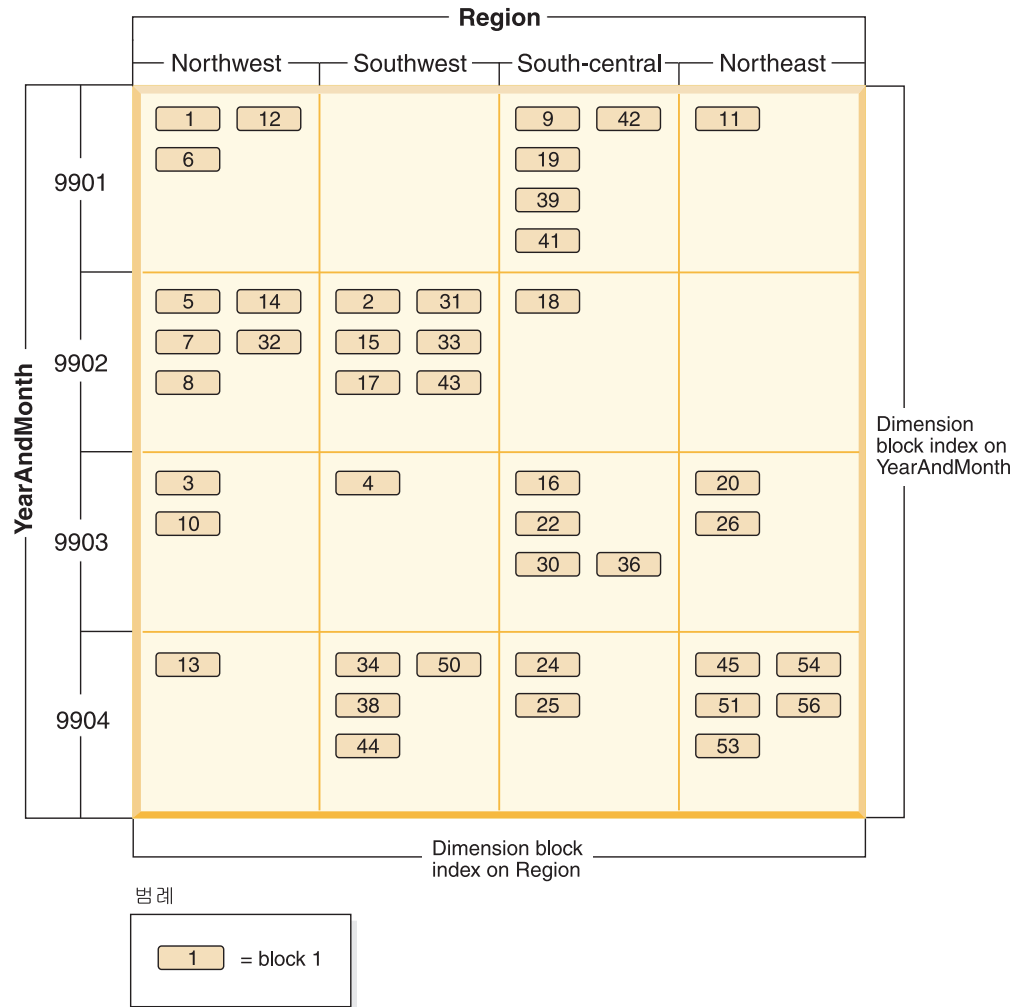 Region
Northwest Southwest South-central Northeast
YearAndMonth
9901
1 12 9 42 11
6 19
39
41
9902
5 14 2 31 18
7 32 15 33
8 17 43
Dimension
block index on
YearAndMonth
9903
3 4 16 20
10 22 26
30 36
9904
13 34 50 24 45 54
38 25 51 56
44 53
Dimension block
index on Region
범례
1 = block 1